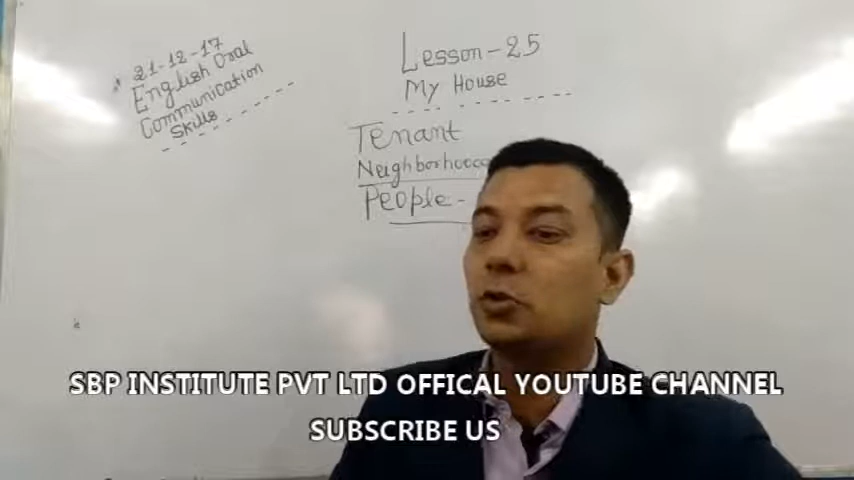 21-12-17
English Oral
Communication
Skills
Lesson-25
My House
Tenant
People -
SBP INSTITUTE PVT LTD OFFICAL YOUTUBE CHANNEL
SUBSCRIBE US